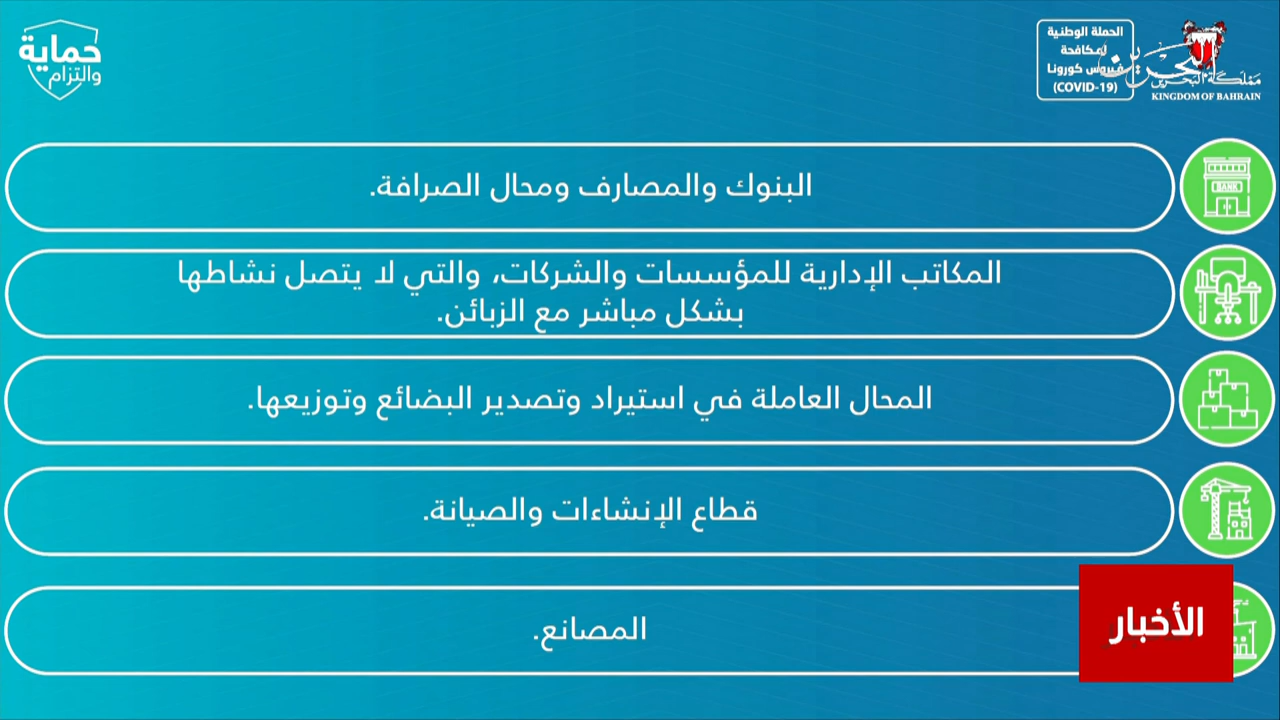 حماية
والتزام
الحملة الوطنية
لمكافحة
فيروس كورونا
(COVID-19)
البحرين
مملكة البحرين
KINGDOM OF BAHRAIN
البنوك والمصارف ومحال الصرافة.
BANK
المكاتب الإدارية للمؤسسات والشركات، والتي لا يتصل نشاطها
بشكل مباشر مع الزبائن.
المحال العاملة في استيراد وتصدير البضائع وتوزيعها.
قطاع الإنشاءات والصيانة.
المصانع.
الأخبار